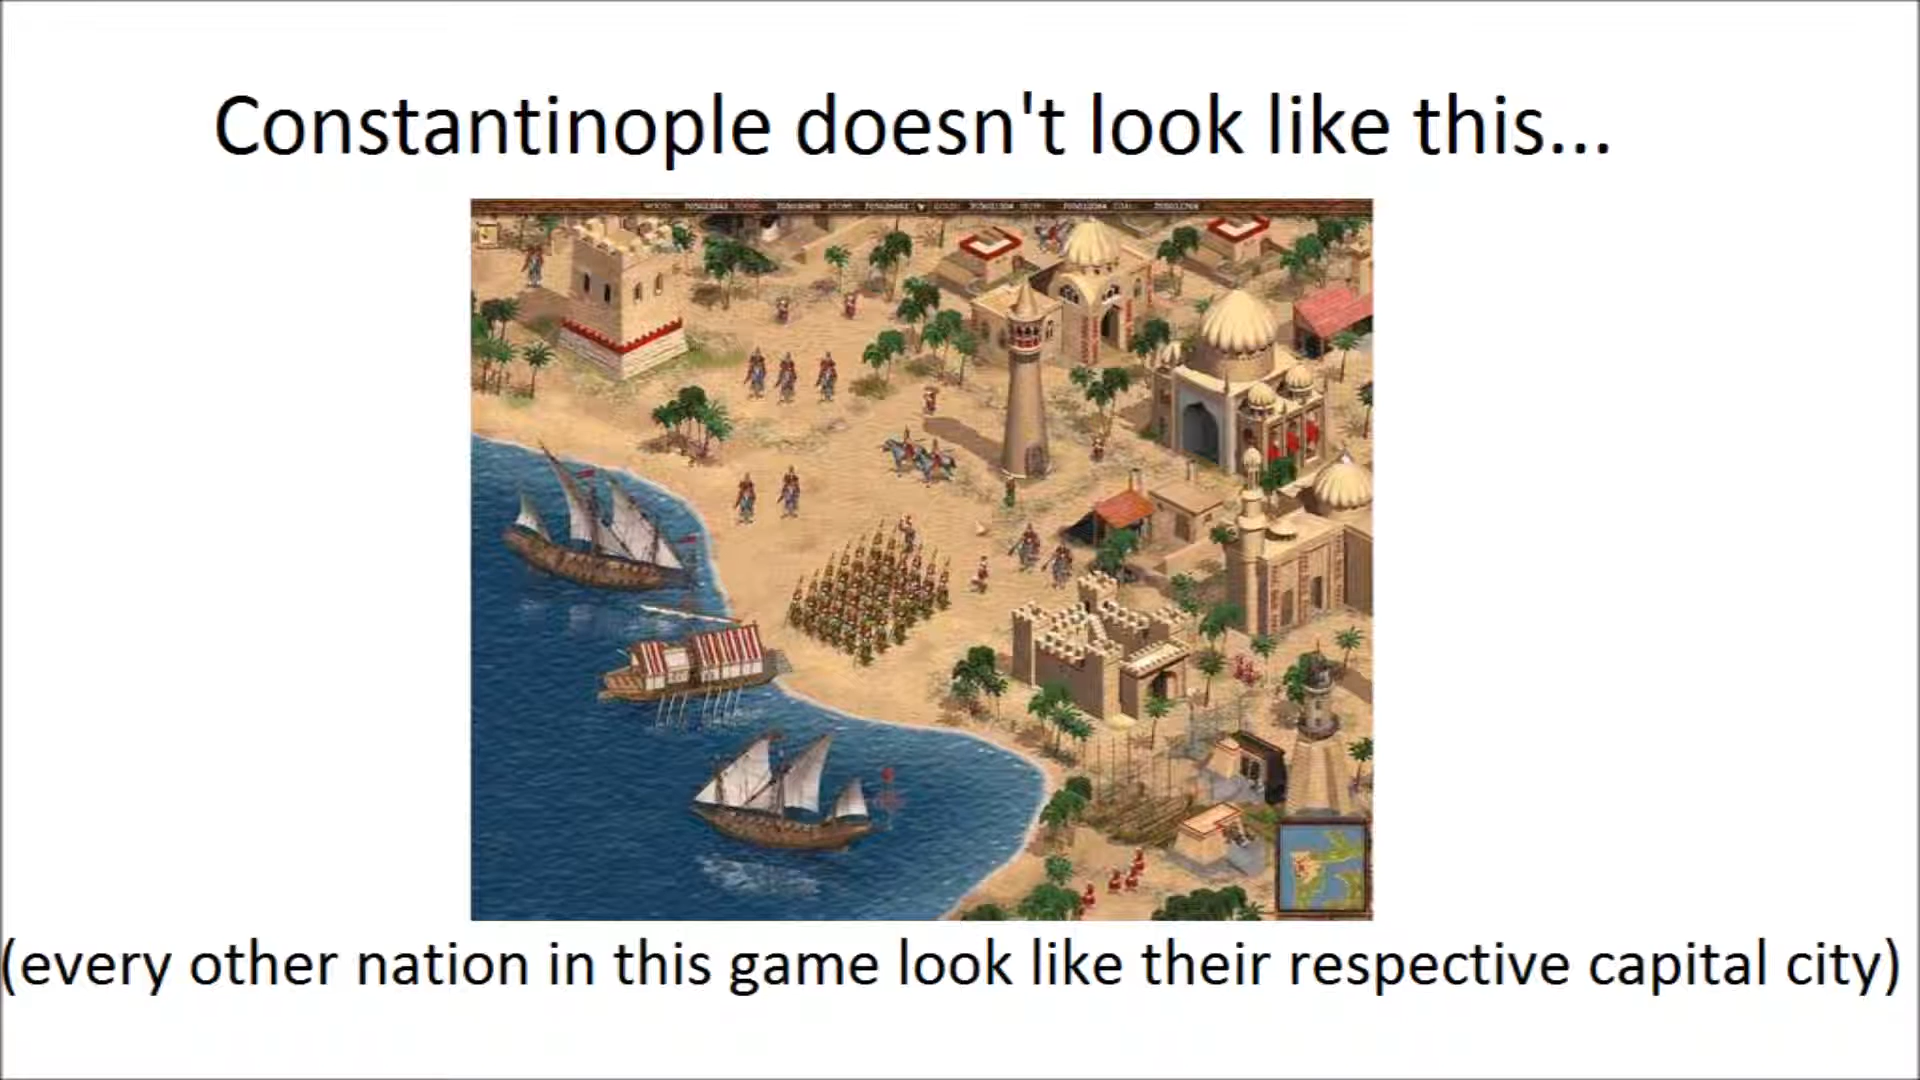 Constantinople doesn't look like this...
(every other nation in this game look like their respective capital city)